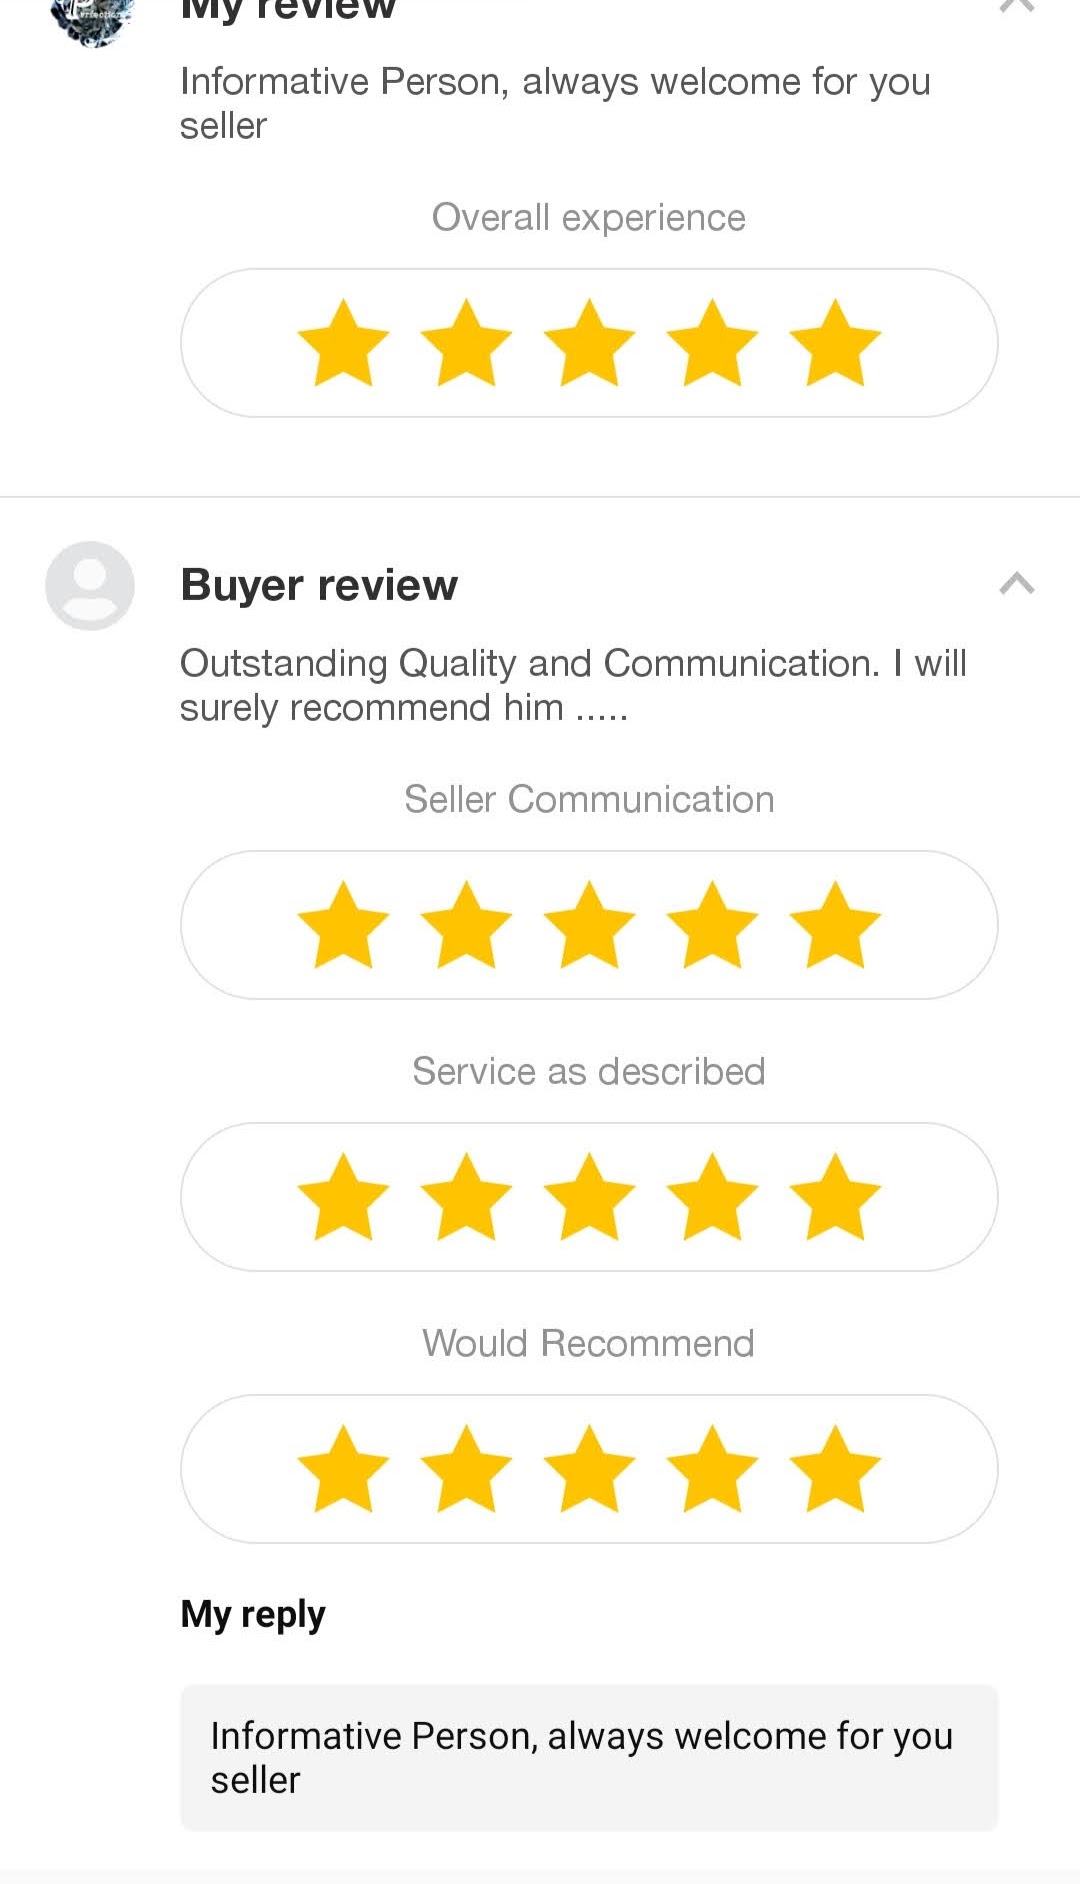 My review
Informative Person, always welcome for you
seller
Overall experience
Buyer review
Outstanding Quality and Communication. I will
surely recommend him .....
Seller Communication
Service as described
Would Recommend
My reply
Informative Person, always welcome for you
seller